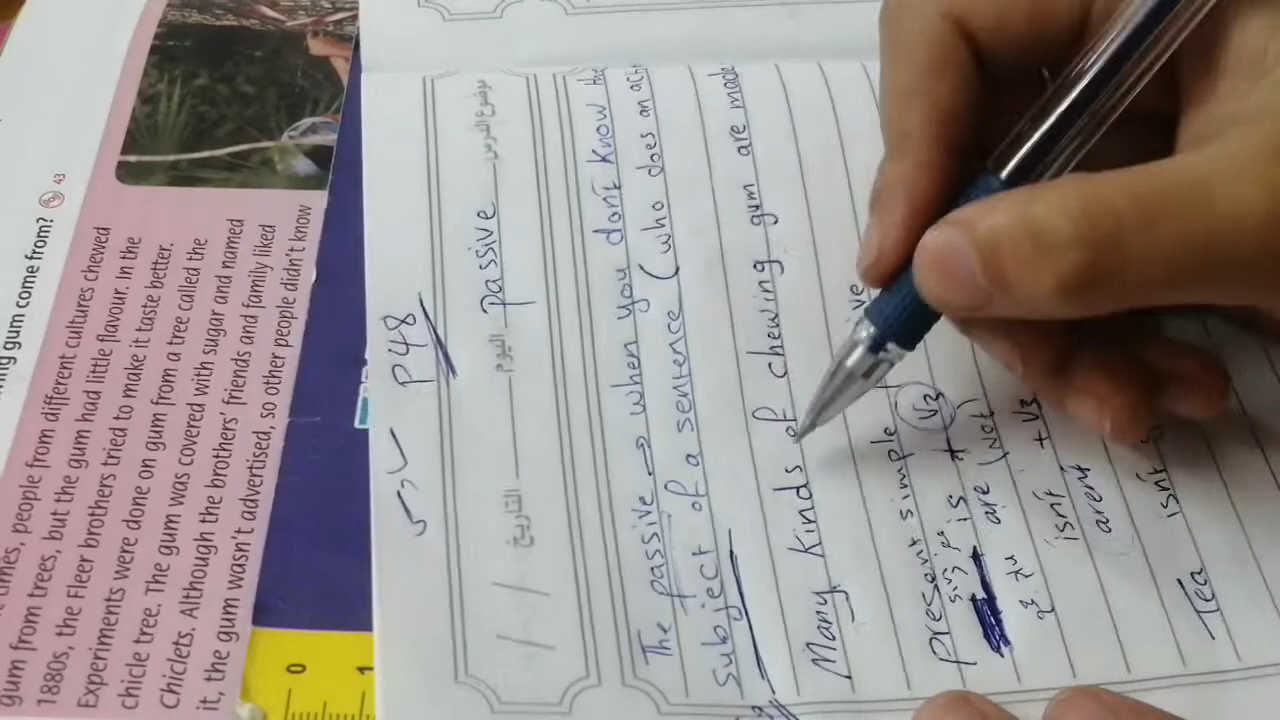 ing gum come from? 43
times, people from different cultures chewed
gum from trees, but the gum had little flavour. In the
1880s, the Fleer brothers tried to make it taste better.
Experiments were done on gum from a tree called the
chicle tree. The gum was covered with sugar and named
Chiclets. Although the brothers' friends and family liked
it, the gum wasn't advertised, so other people didn't know
0 1
P48
موضوع الدرس passive اليوم passive التاريخ / /
The passive → when you don't know the
subject of a sentence (who does an act
Many kinds of chewing gum are made
ve
present simple
is + V3
are (not)
isn't + V3
aren't
Tea isn't